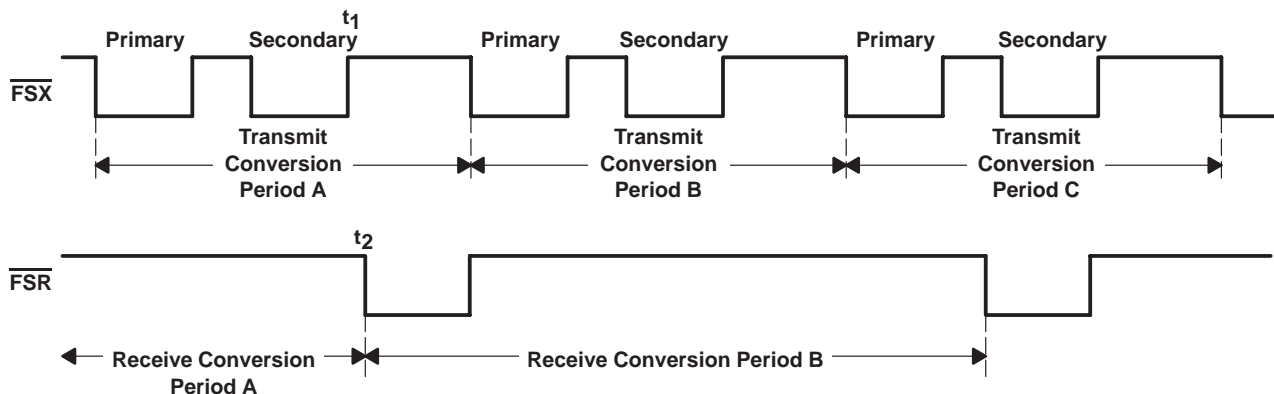 t1
Primary Secondary Primary Secondary Primary Secondary
FSX
Transmit Conversion Period A
Transmit Conversion Period B
Transmit Conversion Period C
t2
FSR
Receive Conversion Period A
Receive Conversion Period B